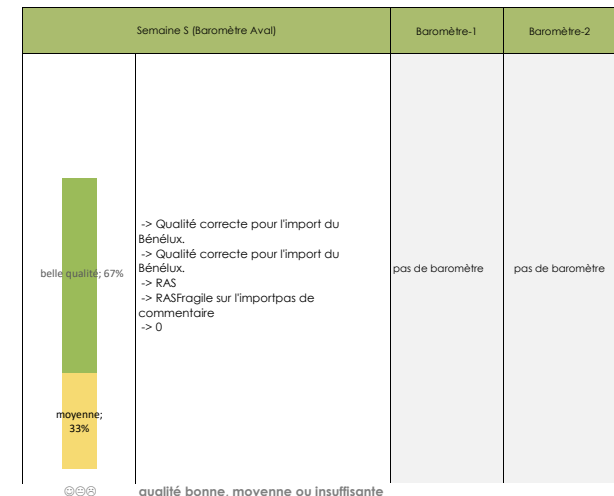 Semaine S (Baromètre Aval)
Baromètre-1
Baromètre-2
belle qualité; 67%
-> Qualité correcte pour l'import du
Bénélux.
-> Qualité correcte pour l'import du
Bénélux.
-> RAS
-> RASFragile sur l'importpas de
commentaire
-> 0
pas de baromètre
pas de baromètre
moyenne;
33%
☺😐☹ qualité bonne, moyenne ou insuffisante